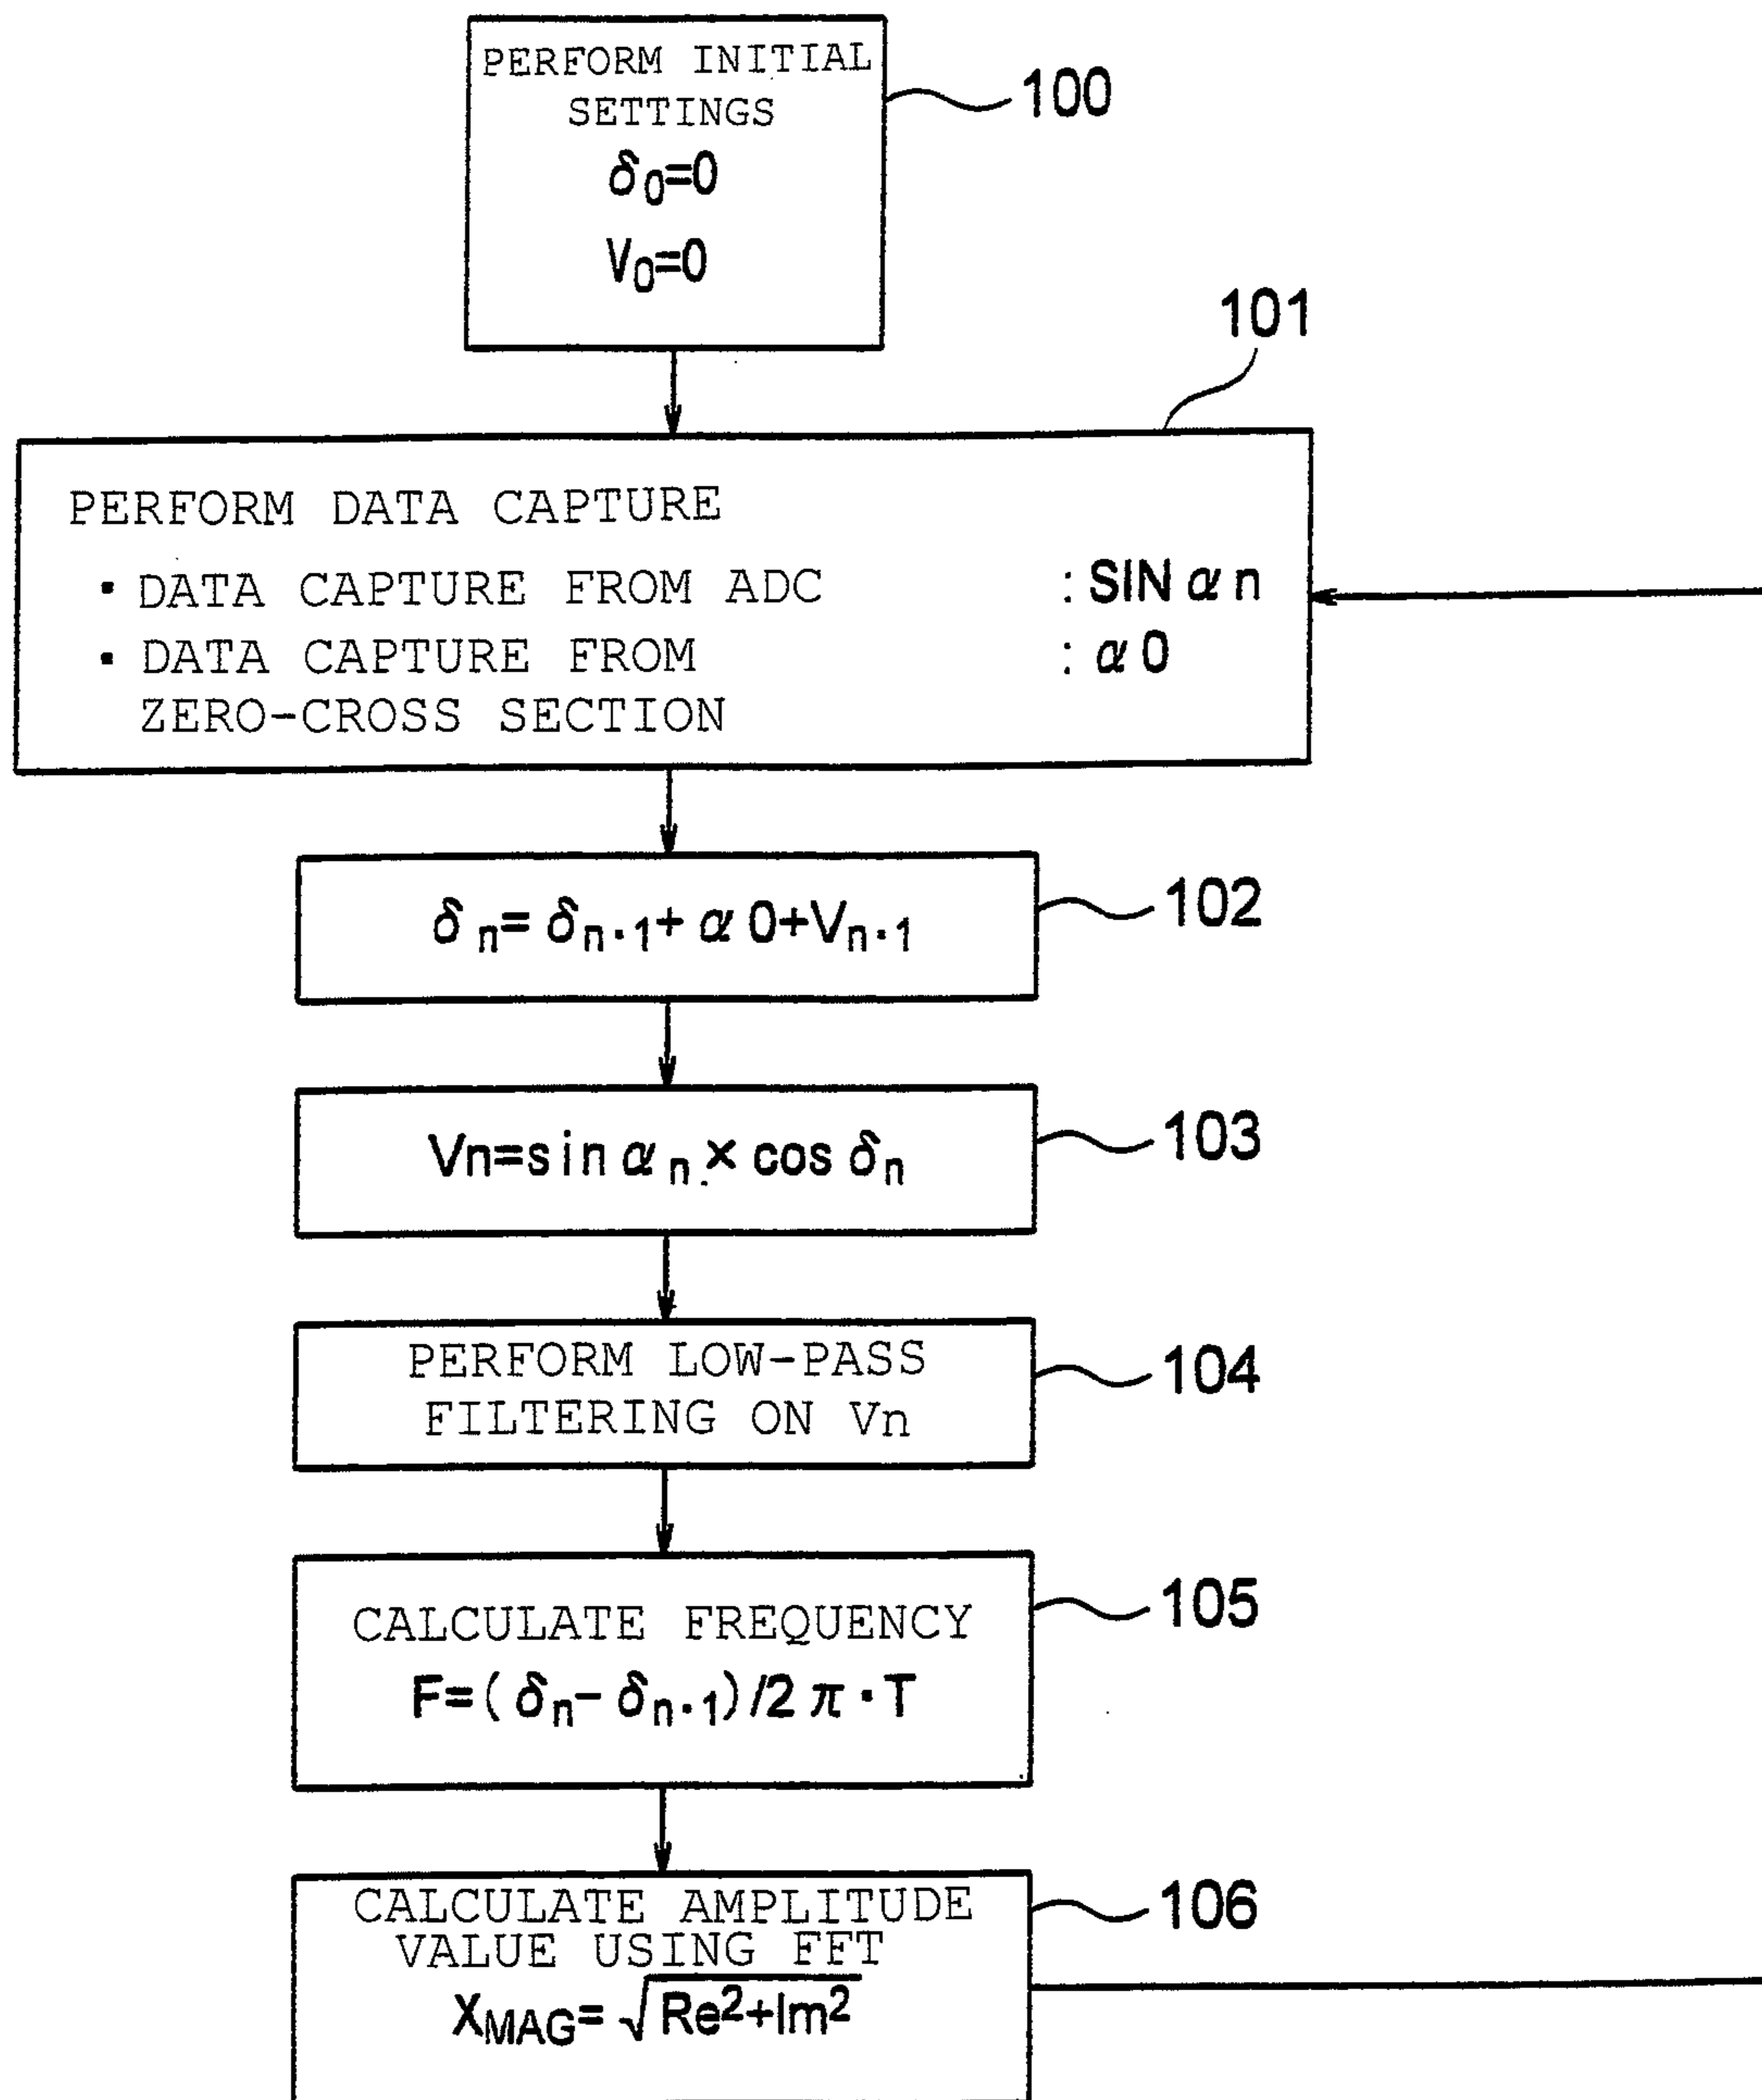 PERFORM INITIAL
SETTINGS
δ₀=0
V₀=0
100
101
PERFORM DATA CAPTURE
・DATA CAPTURE FROM ADC : SIN α n
・DATA CAPTURE FROM : α 0
ZERO-CROSS SECTION
δ n= δn・1+ α 0+Vn・1
102
Vn=sin αn × cos δn
103
PERFORM LOW-PASS
FILTERING ON Vn
104
CALCULATE FREQUENCY
F=( δn− δn・1)/2 π・T
105
CALCULATE AMPLITUDE
VALUE USING FFT
X_MAG= √Re²+Im²
106